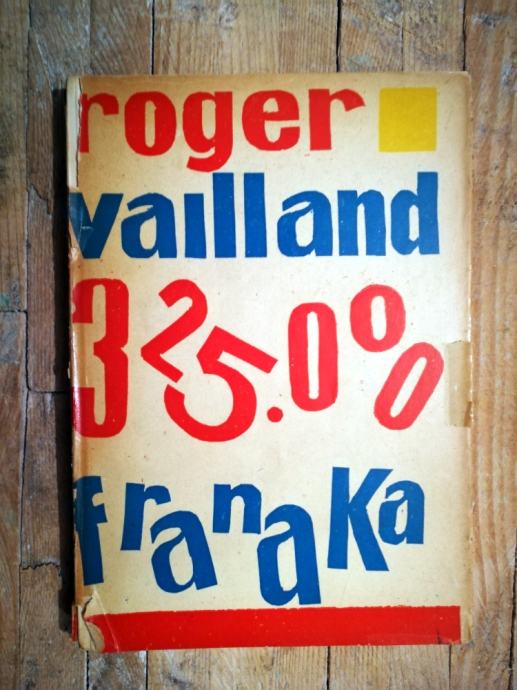 roger
vailland
325.000
franaka